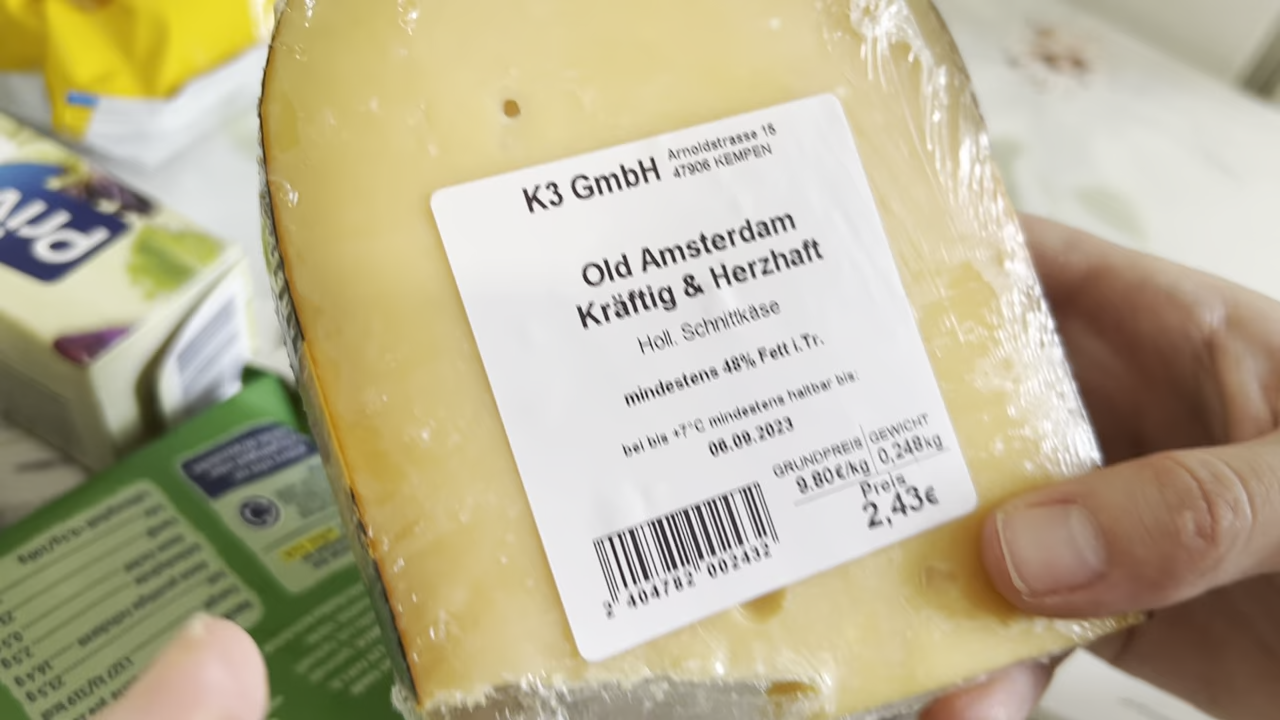 K3 GmbH
Arnoldstrasse 15
47906 KEMPEN
Old Amsterdam
Kräftig & Herzhaft
Holl. Schnittkäse
mindestens 48% Fett i.Tr.
bei bis +7°C mindestens haltbar bis:
06.09.2023
GRUNDPREIS GEWICHT
9.80€/kg 0,248kg
Preis
2,43€
2 404782 002432
Priv